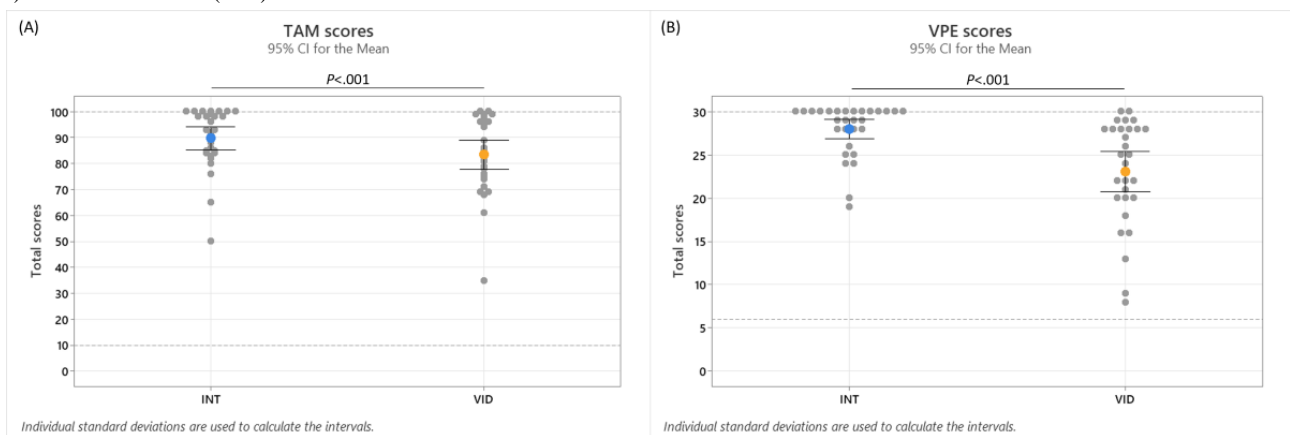 (A)
TAM scores
95% CI for the Mean
P<.001
100
90
80
70
60
50
40
30
20
10
0
Total scores
INT VID
Individual standard deviations are used to calculate the intervals.
(B)
VPE scores
95% CI for the Mean
P<.001
30
25
20
15
10
5
0
Total scores
INT VID
Individual standard deviations are used to calculate the intervals.